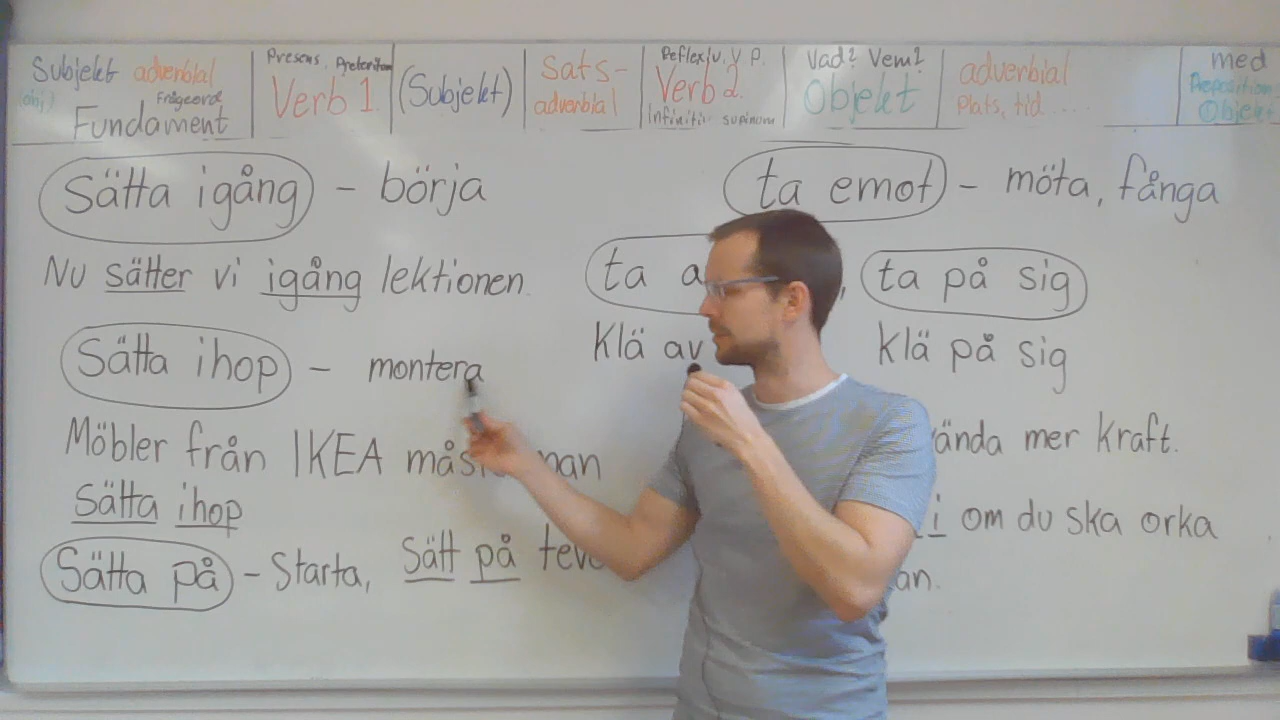 Subjekt adverbial
(obj)
Frågeord
Fundament
Presens, Preteritum
Verb 1
(Subjekt)
Sats-
adverbial
Reflexiv. V P.
Verb 2
Infinitiv supinum
Vad? Vem?
Objekt
adverbial
Plats, tid ....
med
Preposition
Objekt
Sätta igång - börja
Nu sätter vi igång lektionen.
Sätta ihop - montera
Möbler från IKEA man
Sätta ihop
Sätta på - Starta, Sätt på
ta emot - möta, fånga
ta
, ta på sig
Klä av
Klä på sig
mer kraft.
i om du ska orka